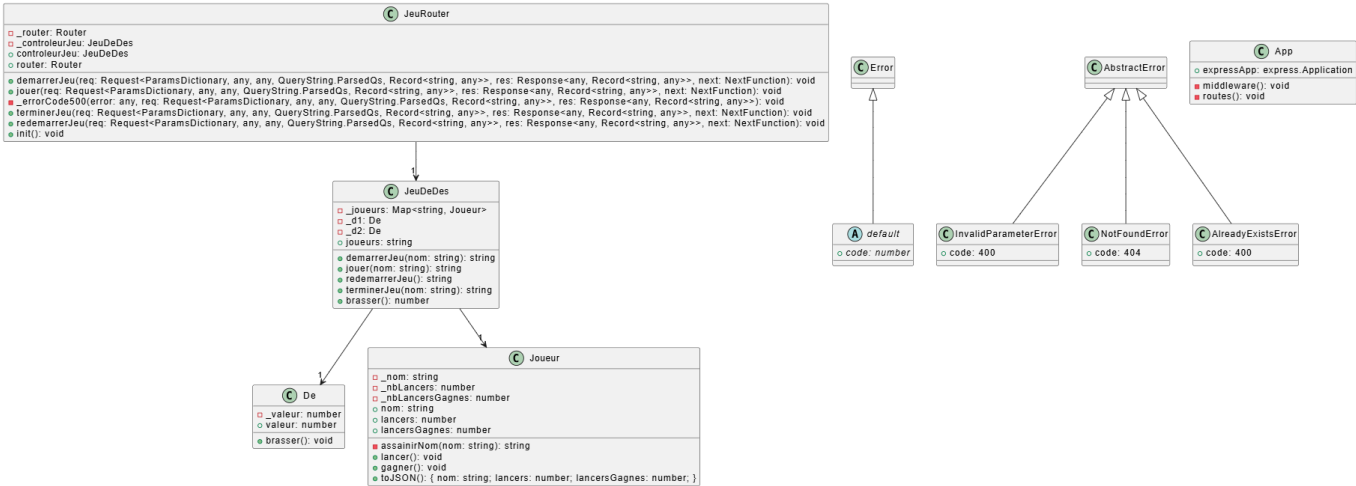 C JeuRouter
_router: Router
_controleurJeu: JeuDeDes
controleurJeu: JeuDeDes
router: Router
demarrerJeu(req: Request<ParamsDictionary, any, any, QueryString.ParsedQs, Record<string, any>>, res: Response<any, Record<string, any>>, next: NextFunction): void
jouer(req: Request<ParamsDictionary, any, any, QueryString.ParsedQs, Record<string, any>>, res: Response<any, Record<string, any>>, next: NextFunction): void
_errorCode500(error: any, req: Request<ParamsDictionary, any, any, QueryString.ParsedQs, Record<string, any>>, res: Response<any, Record<string, any>>): void
terminerJeu(req: Request<ParamsDictionary, any, any, QueryString.ParsedQs, Record<string, any>>, res: Response<any, Record<string, any>>, next: NextFunction): void
redemarrerJeu(req: Request<ParamsDictionary, any, any, QueryString.ParsedQs, Record<string, any>>, res: Response<any, Record<string, any>>, next: NextFunction): void
init(): void
1
C JeuDeDes
_joueurs: Map<string, Joueur>
_d1: De
_d2: De
joueurs: string
demarrerJeu(nom: string): string
jouer(nom: string): string
redemarrerJeu(): string
terminerJeu(nom: string): string
brasser(): number
1
1
C De
_valeur: number
valeur: number
brasser(): void
C Joueur
_nom: string
_nbLancers: number
_nbLancersGagnes: number
nom: string
lancers: number
lancersGagnes: number
assainirNom(nom: string): string
lancer(): void
gagner(): void
toJSON(): { nom: string; lancers: number; lancersGagnes: number; }
C Error
A default
code: number
C AbstractError
C InvalidParameterError
code: 400
C NotFoundError
code: 404
C AlreadyExistsError
code: 400
C App
expressApp: express.Application
middleware(): void
routes(): void